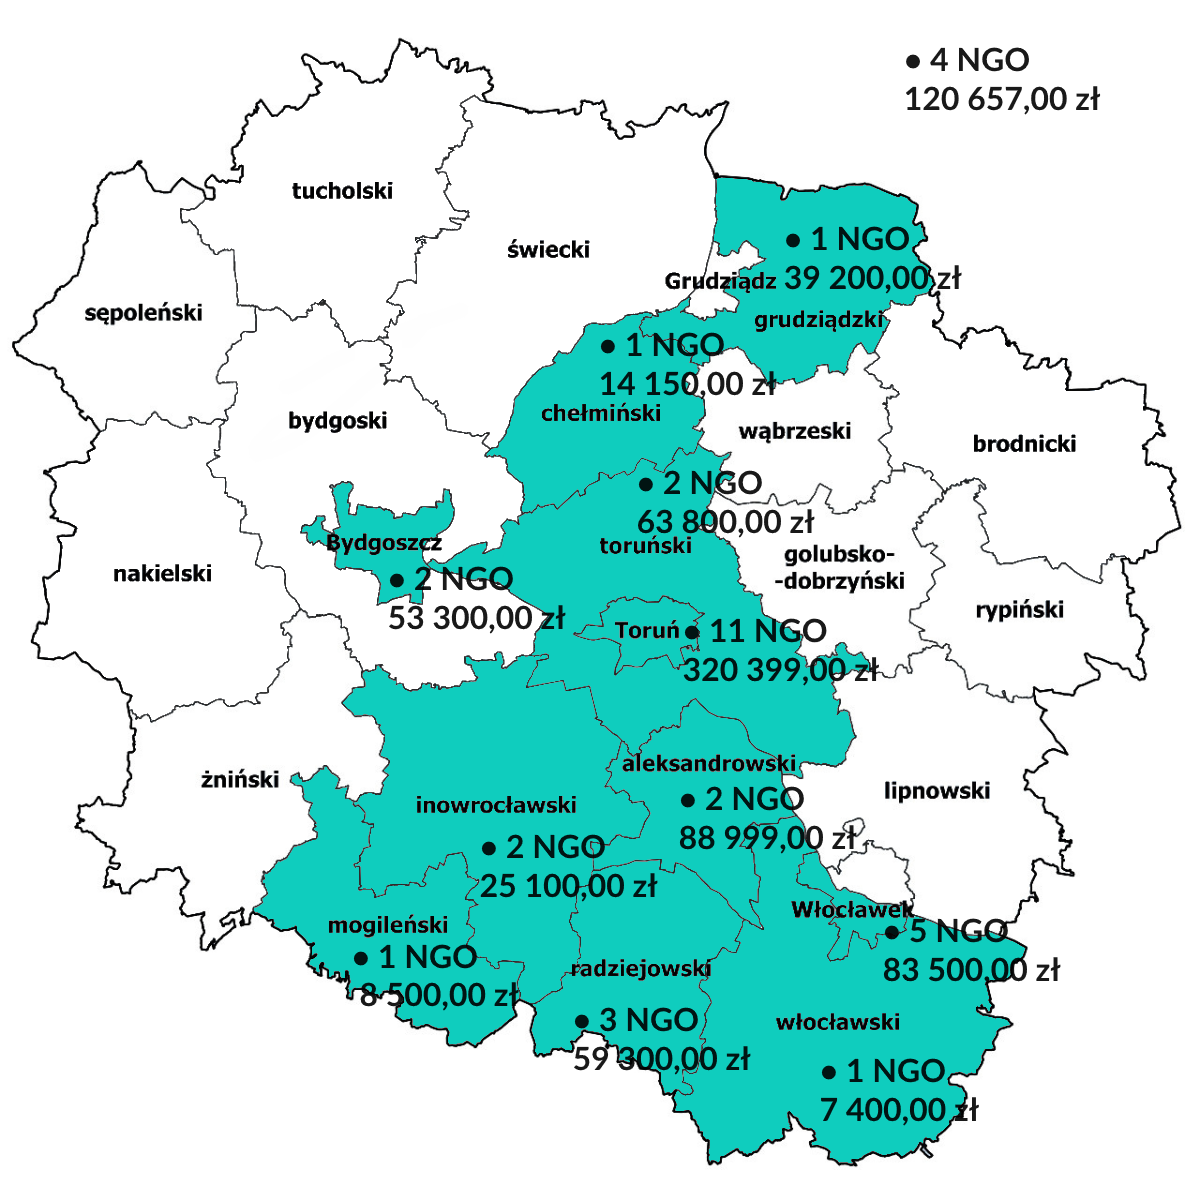 ● 4 NGO
120 657,00 zł
tucholski
świecki
● 1 NGO
Grudziądz 39 200,00 zł
sępoleński
grudziądzki
● 1 NGO
14 150,00 zł
chełmiński
bydgoski
wąbrzeski
brodnicki
● 2 NGO
63 800,00 zł
Bydgoszcz
toruński
golubsko-
-dobrzyński
nakielski
● 2 NGO
53 300,00 zł
rypiński
Toruń ● 11 NGO
320 399,00 zł
aleksandrowski
żniński
lipnowski
inowrocławski
● 2 NGO
88 999,00 zł
● 2 NGO
25 100,00 zł
Włocławek
mogileński
● 5 NGO
83 500,00 zł
● 1 NGO
8 500,00 zł
radziejowski
● 3 NGO
59 300,00 zł
włocławski
● 1 NGO
7 400,00 zł